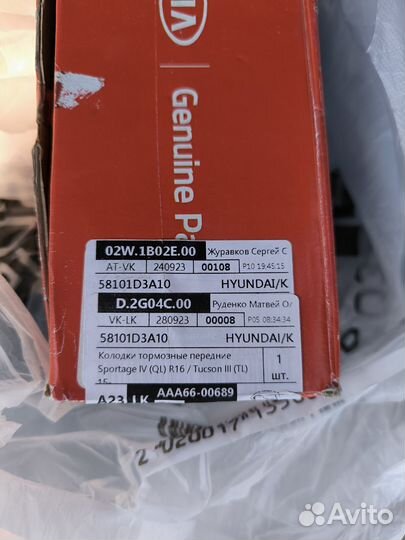 KIA
Genuine Pa
02W.1B02E.00 Журавков Сергей С
AT-VK 240923 00108 P10 19:45:15
58101D3A10 HYUNDAI/K
D.2G04C.00 Руденко Матвей Ол
VK-LK 280923 00008 P05 08:34:34
58101D3A10 HYUNDAI/K
Колодки тормозные передние
Sportage IV (QL) R16 / Tucson III (TL)
15-
1
шт.
A23 LK AAA66-00689
Avito